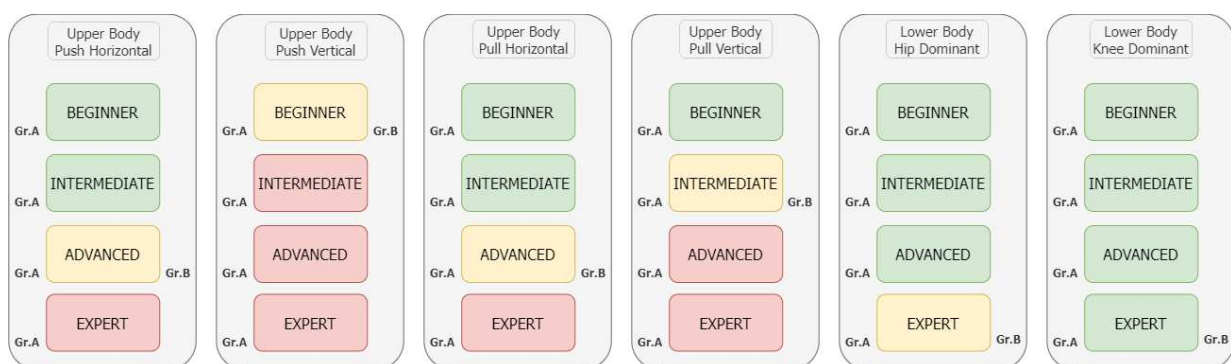 Upper Body
Push Horizontal
BEGINNER
Gr.A
INTERMEDIATE
Gr.A
ADVANCED
Gr.A
Gr.B
EXPERT
Gr.A
Upper Body
Push Vertical
BEGINNER
Gr.A
Gr.B
INTERMEDIATE
Gr.A
ADVANCED
Gr.A
EXPERT
Gr.A
Upper Body
Pull Horizontal
BEGINNER
Gr.A
INTERMEDIATE
Gr.A
ADVANCED
Gr.A
Gr.B
EXPERT
Gr.A
Upper Body
Pull Vertical
BEGINNER
Gr.A
INTERMEDIATE
Gr.A
Gr.B
ADVANCED
Gr.A
EXPERT
Gr.A
Lower Body
Hip Dominant
BEGINNER
Gr.A
INTERMEDIATE
Gr.A
ADVANCED
Gr.A
EXPERT
Gr.A
Gr.B
Lower Body
Knee Dominant
BEGINNER
Gr.A
INTERMEDIATE
Gr.A
ADVANCED
Gr.A
EXPERT
Gr.A
Gr.B